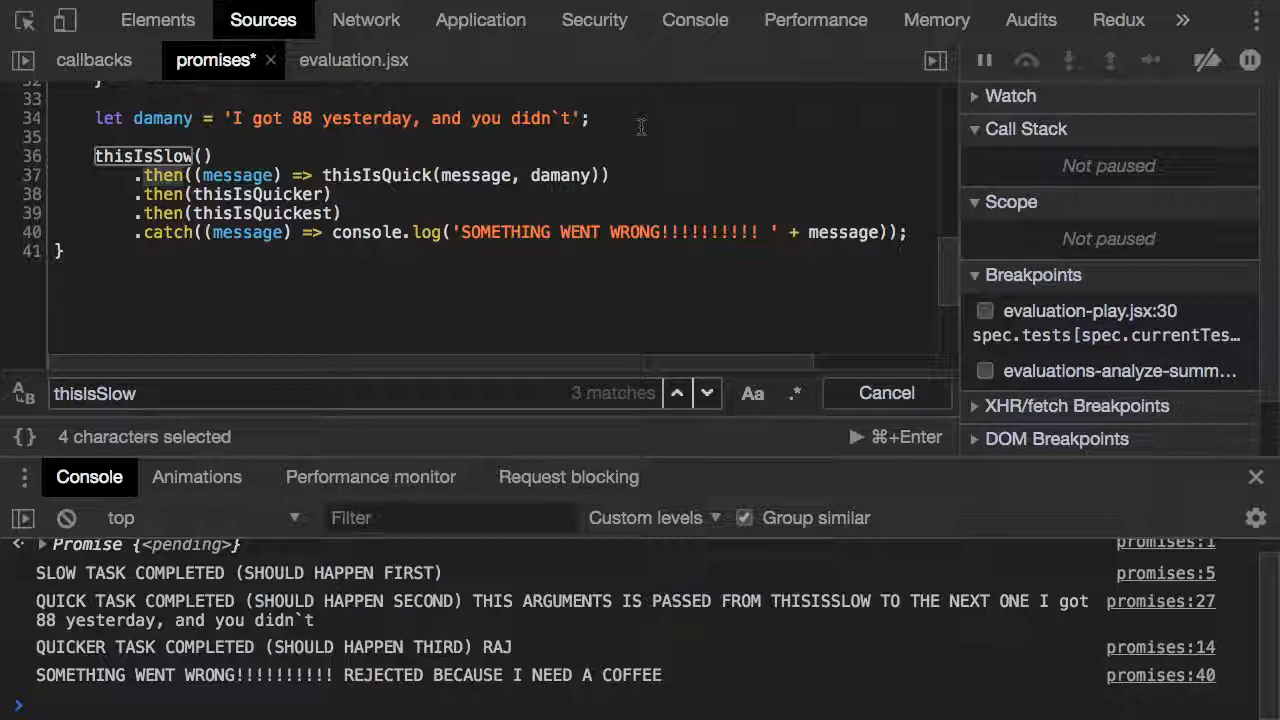 Elements Sources Network Application Security Console Performance Memory Audits Redux »
callbacks promises* × evaluation.jsx
32 }
33
34 let damany = 'I got 88 yesterday, and you didn`t';
35
36 thisIsSlow()
37 .then((message) => thisIsQuick(message, damany))
38 .then(thisIsQuicker)
39 .then(thisIsQuickest)
40 .catch((message) => console.log('SOMETHING WENT WRONG!!!!!!!!!! ' + message));
41 }
Watch
Call Stack
Not paused
Scope
Not paused
Breakpoints
evaluation-play.jsx:30
spec.tests[spec.currentTes…
evaluations-analyze-summ…
XHR/fetch Breakpoints
DOM Breakpoints
thisIsSlow 3 matches Aa .* Cancel
{} 4 characters selected ⌘+Enter
Console Animations Performance monitor Request blocking
top Filter Custom levels Group similar
Promise {<pending>} promises:1
SLOW TASK COMPLETED (SHOULD HAPPEN FIRST) promises:5
QUICK TASK COMPLETED (SHOULD HAPPEN SECOND) THIS ARGUMENTS IS PASSED FROM THISISSLOW TO THE NEXT ONE I got promises:27
88 yesterday, and you didn`t
QUICKER TASK COMPLETED (SHOULD HAPPEN THIRD) RAJ promises:14
SOMETHING WENT WRONG!!!!!!!!!! REJECTED BECAUSE I NEED A COFFEE promises:40